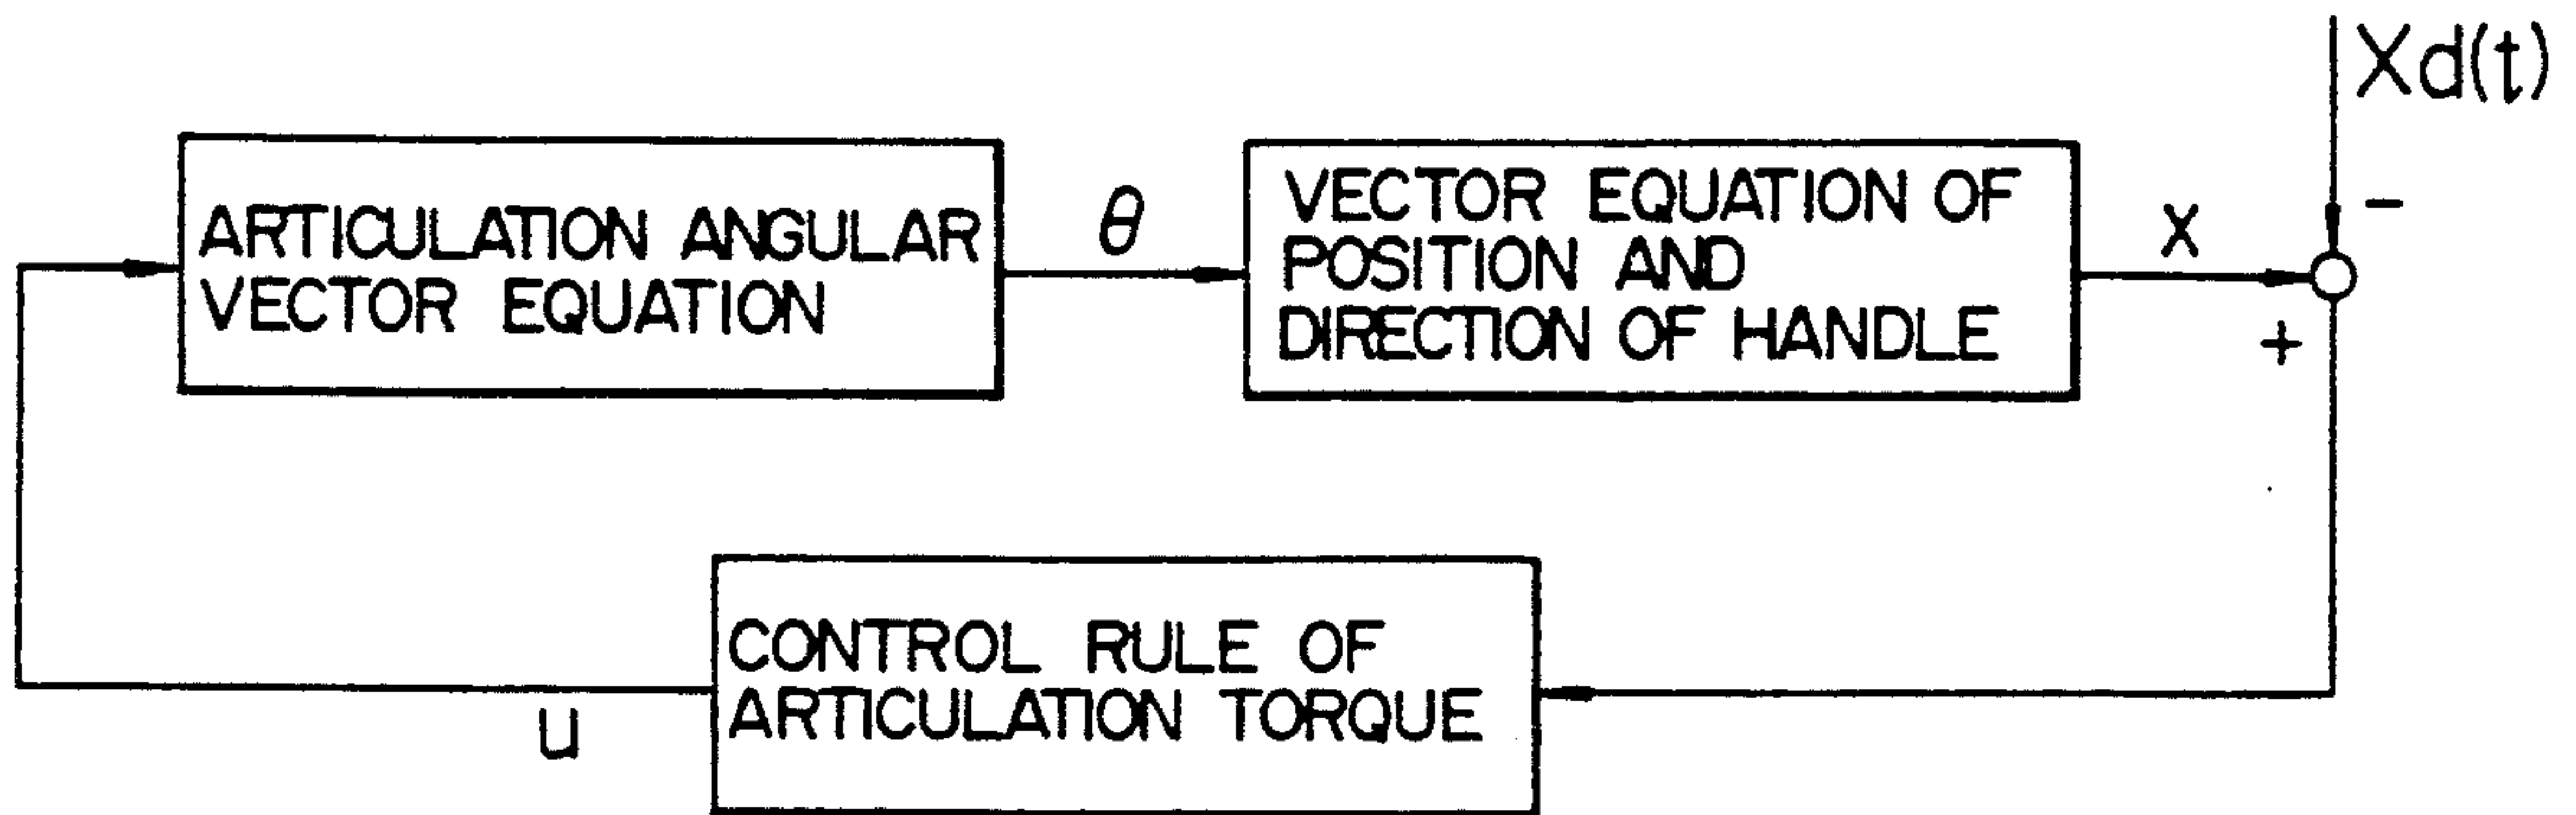 Xd(t)
ARTICULATION ANGULAR
VECTOR EQUATION
θ
VECTOR EQUATION OF
POSITION AND
DIRECTION OF HANDLE
X
-
+
CONTROL RULE OF
ARTICULATION TORQUE
u